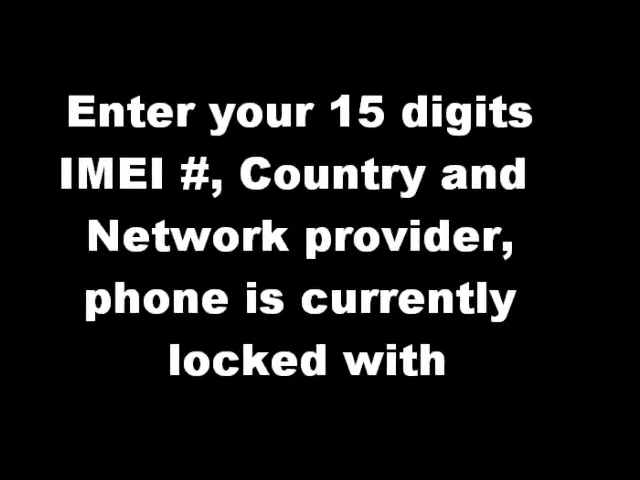 Enter your 15 digits
IMEI #, Country and
Network provider,
phone is currently
locked with